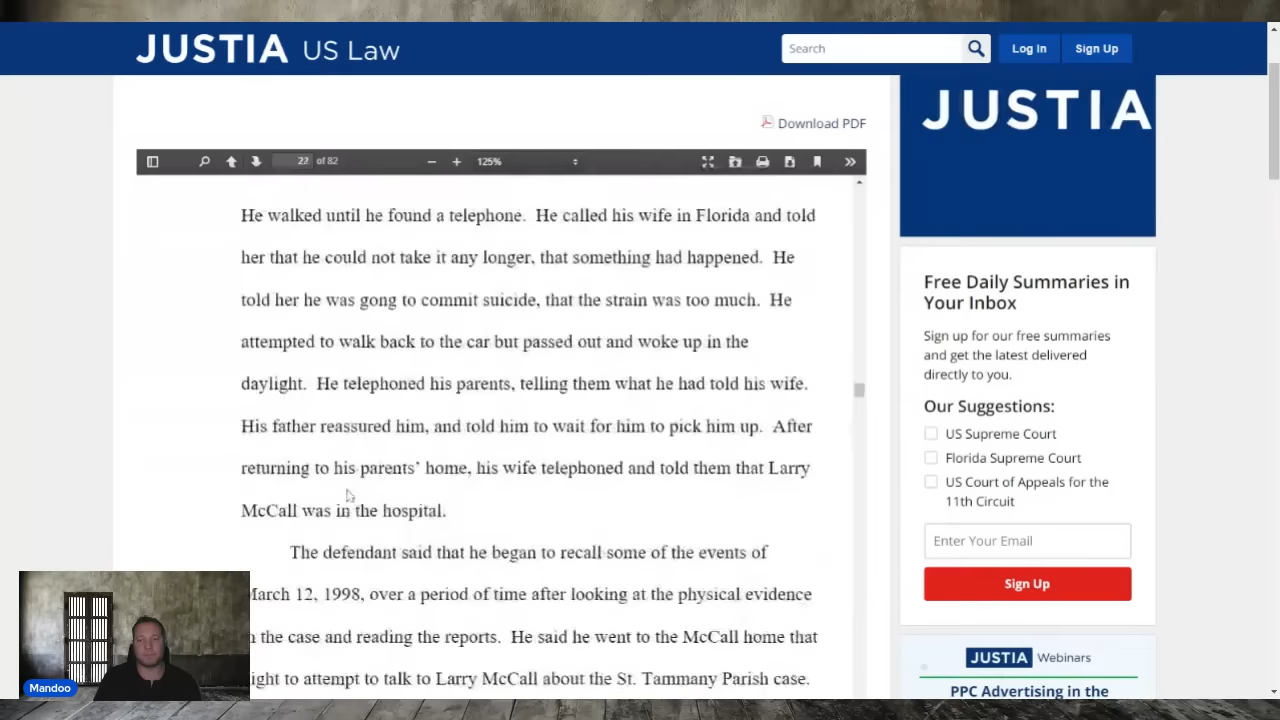 JUSTIA US Law
Search
Log In
Sign Up
Download PDF
JUSTIA
27 of 82
125%
He walked until he found a telephone. He called his wife in Florida and told
her that he could not take it any longer, that something had happened. He
told her he was gong to commit suicide, that the strain was too much. He
attempted to walk back to the car but passed out and woke up in the
daylight. He telephoned his parents, telling them what he had told his wife.
His father reassured him, and told him to wait for him to pick him up. After
returning to his parents’ home, his wife telephoned and told them that Larry
McCall was in the hospital.
The defendant said that he began to recall some of the events of
March 12, 1998, over a period of time after looking at the physical evidence
the case and reading the reports. He said he went to the McCall home that
ight to attempt to talk to Larry McCall about the St. Tammany Parish case.
Free Daily Summaries in
Your Inbox
Sign up for our free summaries
and get the latest delivered
directly to you.
Our Suggestions:
US Supreme Court
Florida Supreme Court
US Court of Appeals for the
11th Circuit
Enter Your Email
Sign Up
JUSTIA Webinars
PPC Advertising in the
Mandoo